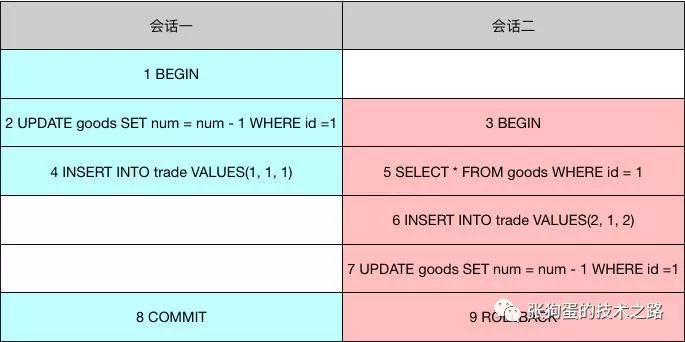 会话一 会话二
1 BEGIN
2 UPDATE goods SET num = num - 1 WHERE id =1 3 BEGIN
4 INSERT INTO trade VALUES(1, 1, 1) 5 SELECT * FROM goods WHERE id = 1
6 INSERT INTO trade VALUES(2, 1, 2)
7 UPDATE goods SET num = num - 1 WHERE id =1
8 COMMIT 9 ROLLBACK
张狗蛋的技术之路